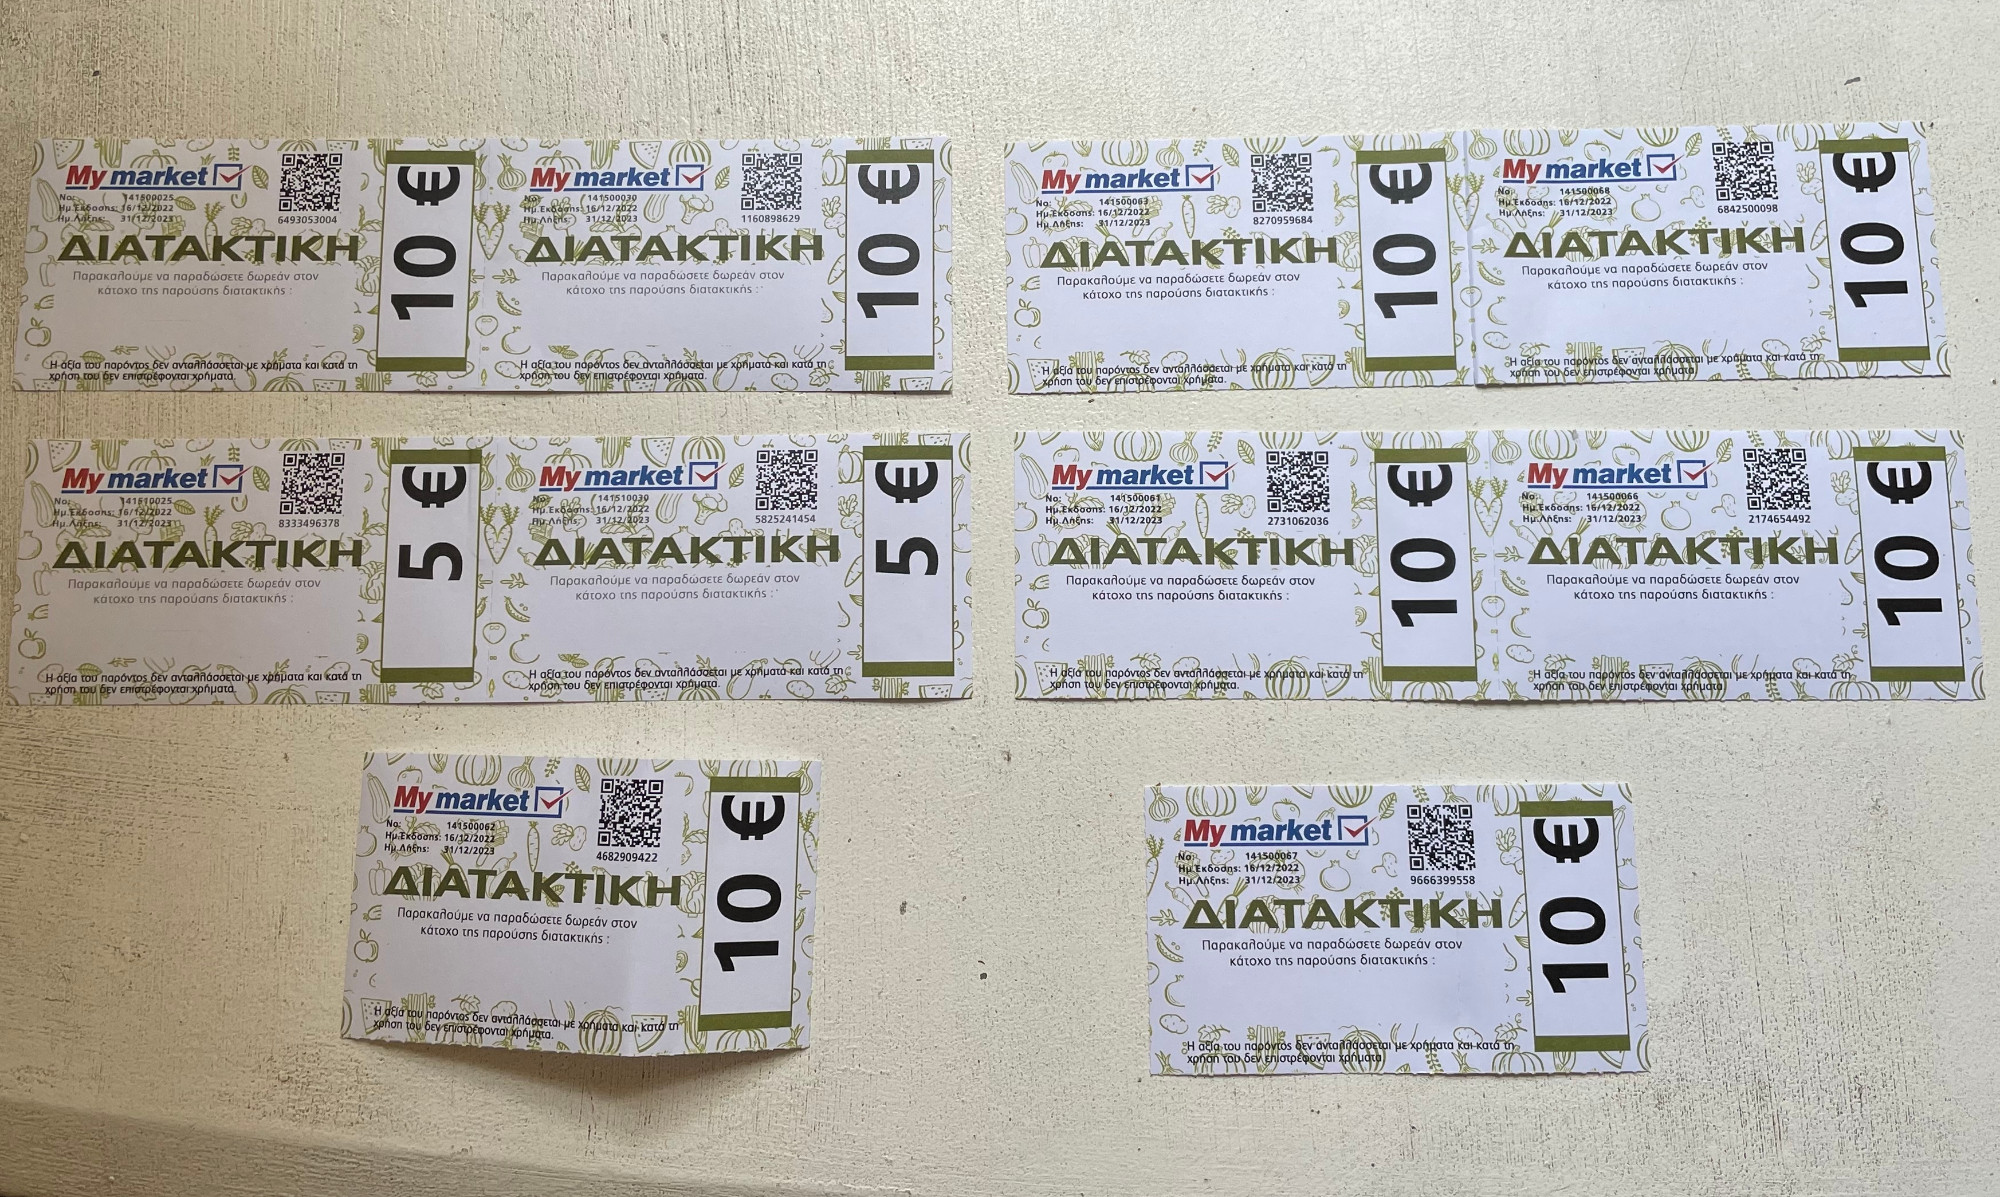 My market
No: 141500025
Ημ.Έκδοσης: 16/12/2022
Ημ.Λήξης: 31/12/2023
6493053004
ΔΙΑΤΑΚΤΙΚΗ
Παρακαλούμε να παραδώσετε δωρεάν στον
κάτοχο της παρούσης διατακτικής :
Η αξία του παρόντος δεν ανταλλάσσεται με χρήματα και κατά τη
χρήση του δεν επιστρέφονται χρήματα.
10 €
My market
No: 141500030
Ημ.Έκδοσης: 16/12/2022
Ημ.Λήξης: 31/12/2023
1160898629
ΔΙΑΤΑΚΤΙΚΗ
Παρακαλούμε να παραδώσετε δωρεάν στον
κάτοχο της παρούσης διατακτικής :
Η αξία του παρόντος δεν ανταλλάσσεται με χρήματα και κατά τη
χρήση του δεν επιστρέφονται χρήματα.
10 €
My market
No: 141500063
Ημ.Έκδοσης: 16/12/2022
Ημ.Λήξης: 31/12/2023
8270959684
ΔΙΑΤΑΚΤΙΚΗ
Παρακαλούμε να παραδώσετε δωρεάν στον
κάτοχο της παρούσης διατακτικής :
Η αξία του παρόντος δεν ανταλλάσσεται με χρήματα και κατά τη
χρήση του δεν επιστρέφονται χρήματα.
10 €
My market
No: 141500068
Ημ.Έκδοσης: 16/12/2022
Ημ.Λήξης: 31/12/2023
6842500098
ΔΙΑΤΑΚΤΙΚΗ
Παρακαλούμε να παραδώσετε δωρεάν στον
κάτοχο της παρούσης διατακτικής :
Η αξία του παρόντος δεν ανταλλάσσεται με χρήματα και κατά τη
χρήση του δεν επιστρέφονται χρήματα.
10 €
My market
No: 141510025
Ημ.Έκδοσης: 16/12/2022
Ημ.Λήξης: 31/12/2023
8333496378
ΔΙΑΤΑΚΤΙΚΗ
Παρακαλούμε να παραδώσετε δωρεάν στον
κάτοχο της παρούσης διατακτικής :
Η αξία του παρόντος δεν ανταλλάσσεται με χρήματα και κατά τη
χρήση του δεν επιστρέφονται χρήματα.
5 €
My market
No: 141510030
Ημ.Έκδοσης: 16/12/2022
Ημ.Λήξης: 31/12/2023
5825241454
ΔΙΑΤΑΚΤΙΚΗ
Παρακαλούμε να παραδώσετε δωρεάν στον
κάτοχο της παρούσης διατακτικής :
Η αξία του παρόντος δεν ανταλλάσσεται με χρήματα και κατά τη
χρήση του δεν επιστρέφονται χρήματα.
5 €
My market
No: 141500061
Ημ.Έκδοσης: 16/12/2022
Ημ.Λήξης: 31/12/2023
2731062036
ΔΙΑΤΑΚΤΙΚΗ
Παρακαλούμε να παραδώσετε δωρεάν στον
κάτοχο της παρούσης διατακτικής :
Η αξία του παρόντος δεν ανταλλάσσεται με χρήματα και κατά τη
χρήση του δεν επιστρέφονται χρήματα.
10 €
My market
No: 141500066
Ημ.Έκδοσης: 16/12/2022
Ημ.Λήξης: 31/12/2023
2174654492
ΔΙΑΤΑΚΤΙΚΗ
Παρακαλούμε να παραδώσετε δωρεάν στον
κάτοχο της παρούσης διατακτικής :
Η αξία του παρόντος δεν ανταλλάσσεται με χρήματα και κατά τη
χρήση του δεν επιστρέφονται χρήματα.
10 €
My market
No: 141500062
Ημ.Έκδοσης: 16/12/2022
Ημ.Λήξης: 31/12/2023
4682909422
ΔΙΑΤΑΚΤΙΚΗ
Παρακαλούμε να παραδώσετε δωρεάν στον
κάτοχο της παρούσης διατακτικής :
Η αξία του παρόντος δεν ανταλλάσσεται με χρήματα και κατά τη
χρήση του δεν επιστρέφονται χρήματα.
10 €
My market
No: 141500067
Ημ.Έκδοσης: 16/12/2022
Ημ.Λήξης: 31/12/2023
9666399558
ΔΙΑΤΑΚΤΙΚΗ
Παρακαλούμε να παραδώσετε δωρεάν στον
κάτοχο της παρούσης διατακτικής :
Η αξία του παρόντος δεν ανταλλάσσεται με χρήματα και κατά τη
χρήση του δεν επιστρέφονται χρήματα.
10 €